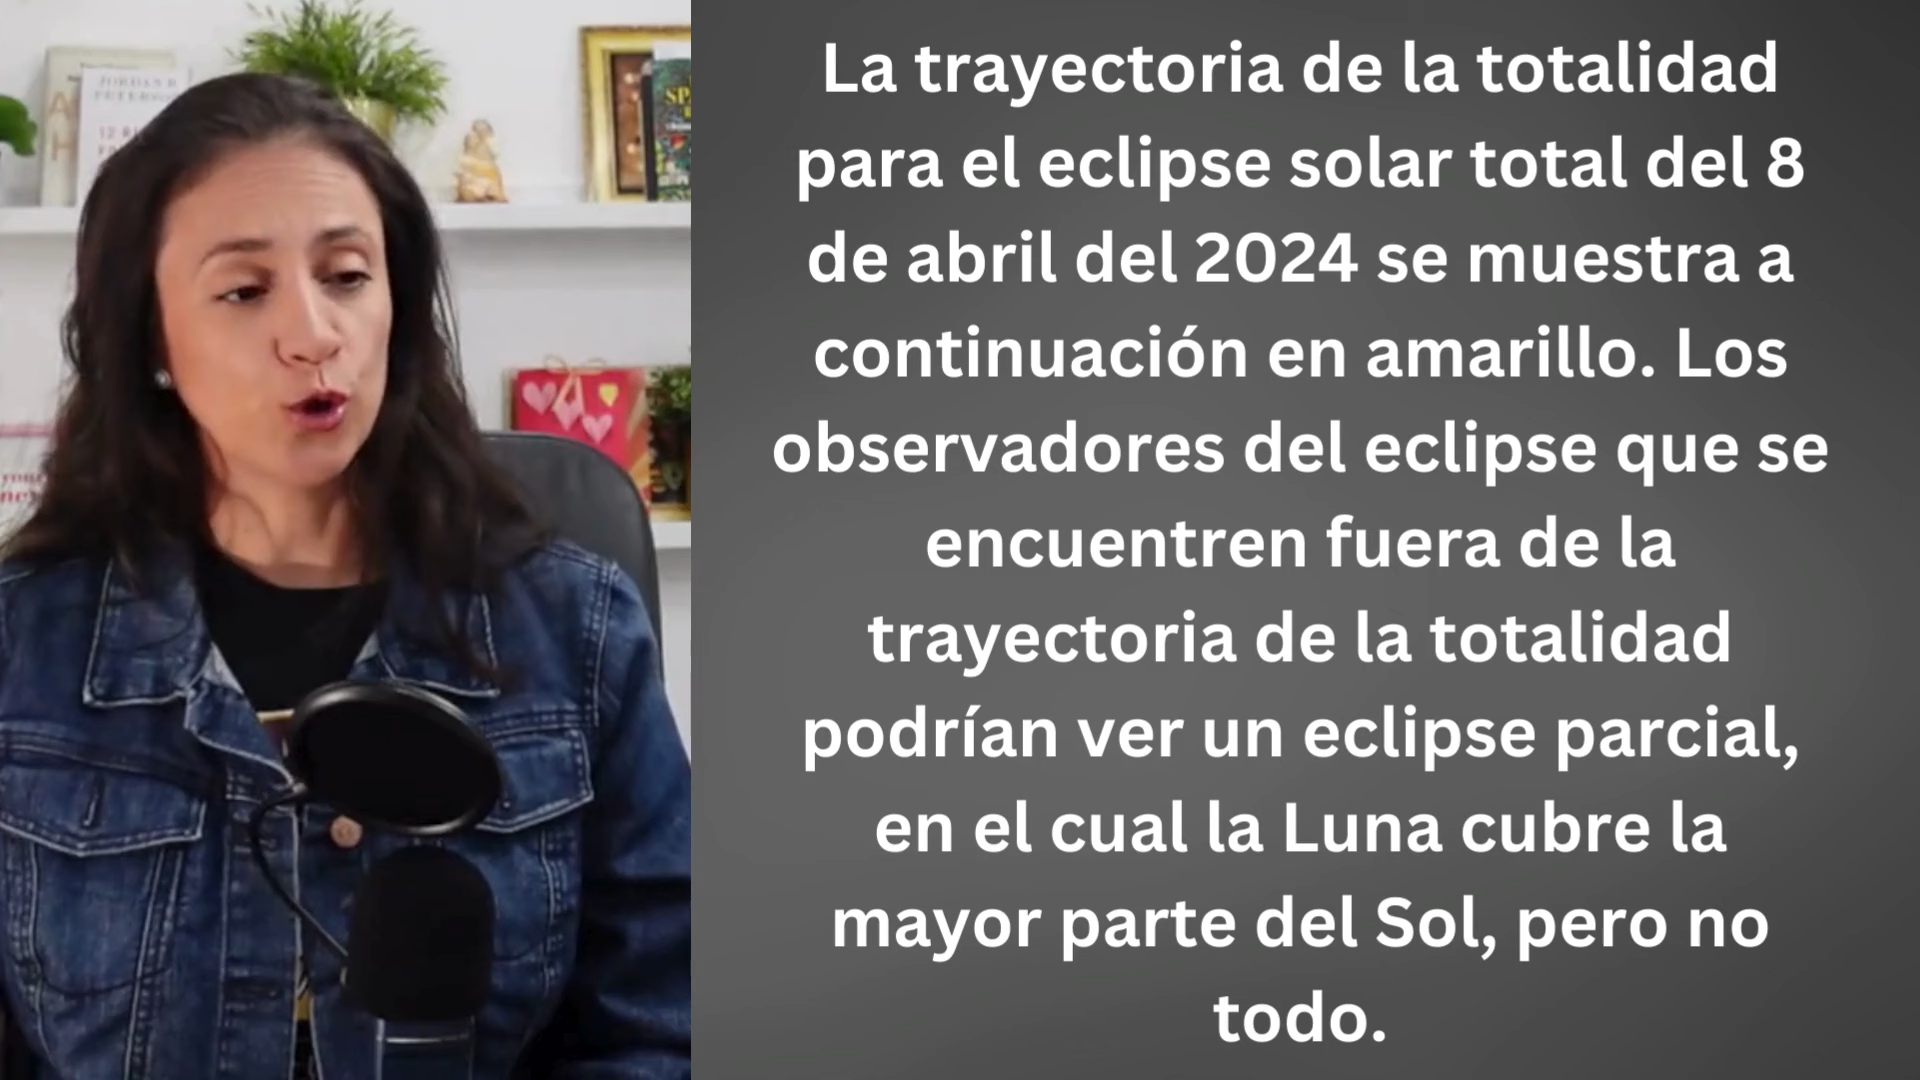 JORDAN B
La trayectoria de la totalidad
para el eclipse solar total del 8
de abril del 2024 se muestra a
continuación en amarillo. Los
observadores del eclipse que se
encuentren fuera de la
trayectoria de la totalidad
podrían ver un eclipse parcial,
en el cual la Luna cubre la
mayor parte del Sol, pero no
todo.